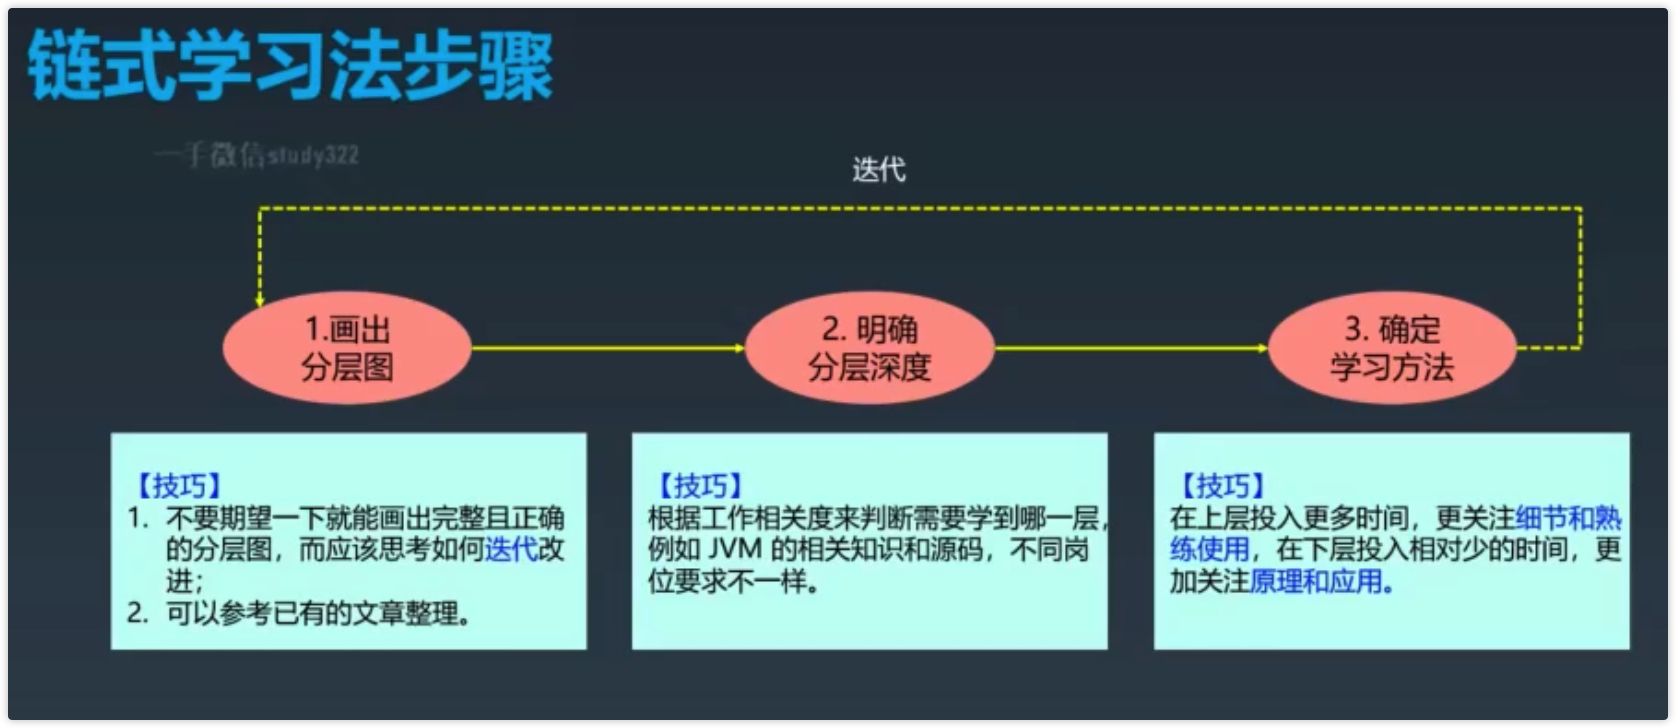 链式学习法步骤
一手微信study322
迭代
1.画出
分层图
2. 明确
分层深度
3. 确定
学习方法
【技巧】
1. 不要期望一下就能画出完整且正确
的分层图，而应该思考如何迭代改
进；
2. 可以参考已有的文章整理。
【技巧】
根据工作相关度来判断需要学到哪一层，
例如 JVM 的相关知识和源码，不同岗
位要求不一样。
【技巧】
在上层投入更多时间，更关注细节和熟
练使用，在下层投入相对少的时间，更
加关注原理和应用。